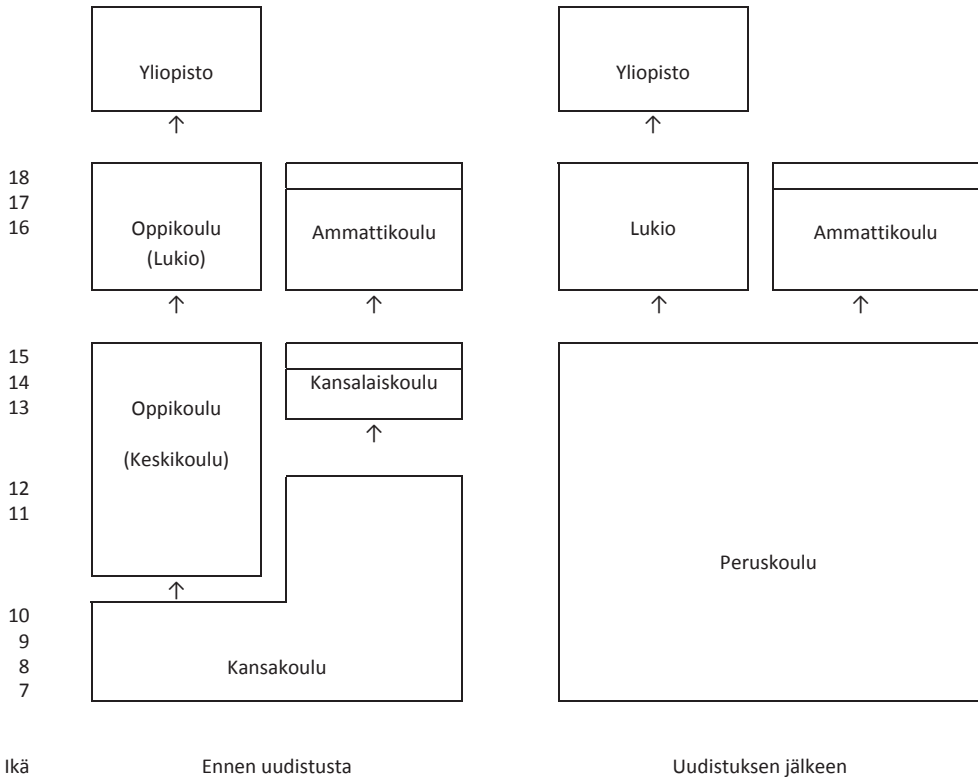 Yliopisto Yliopisto
↑ ↑
18
17
16 Oppikoulu Ammattikoulu Lukio Ammattikoulu
(Lukio)
↑ ↑ ↑ ↑
15
14 Kansalaiskoulu
13 Oppikoulu
↑
(Keskikoulu)
12
11
Peruskoulu
↑
10
9
8 Kansakoulu
7
Ikä Ennen uudistusta Uudistuksen jälkeen